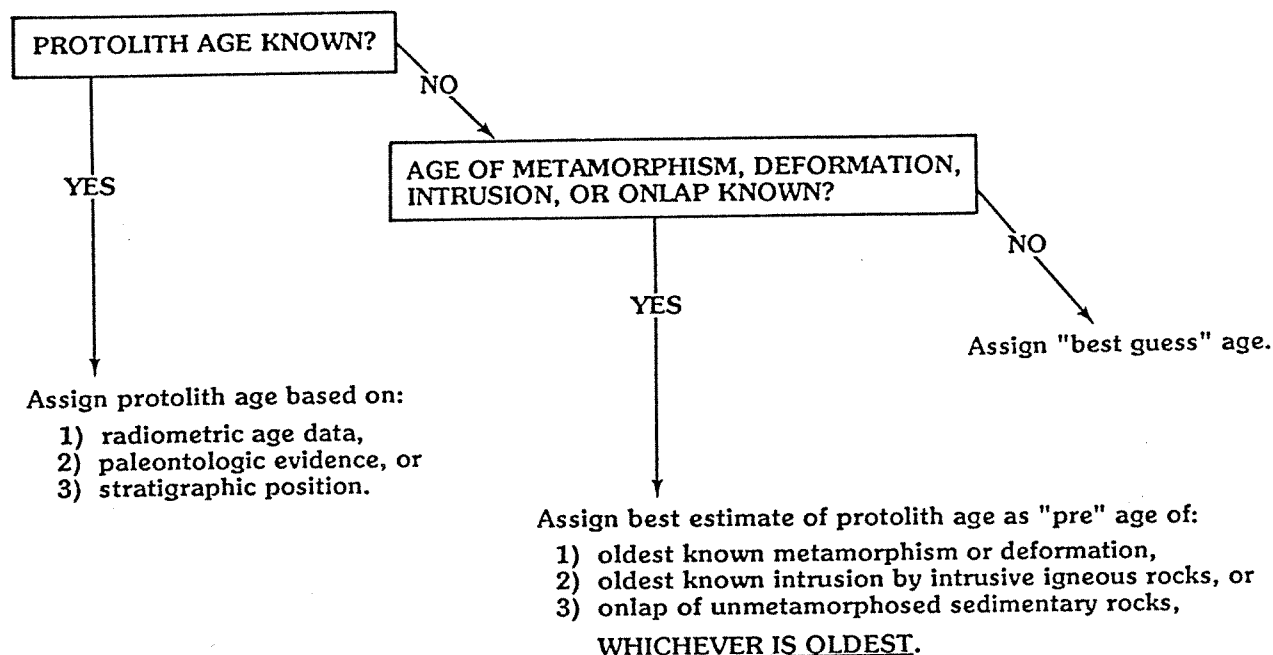 PROTOLITH AGE KNOWN?
NO
YES
AGE OF METAMORPHISM, DEFORMATION,
INTRUSION, OR ONLAP KNOWN?
NO
YES
Assign "best guess" age.
Assign protolith age based on:
1) radiometric age data,
2) paleontologic evidence, or
3) stratigraphic position.
Assign best estimate of protolith age as "pre" age of:
1) oldest known metamorphism or deformation,
2) oldest known intrusion by intrusive igneous rocks, or
3) onlap of unmetamorphosed sedimentary rocks,
WHICHEVER IS OLDEST.